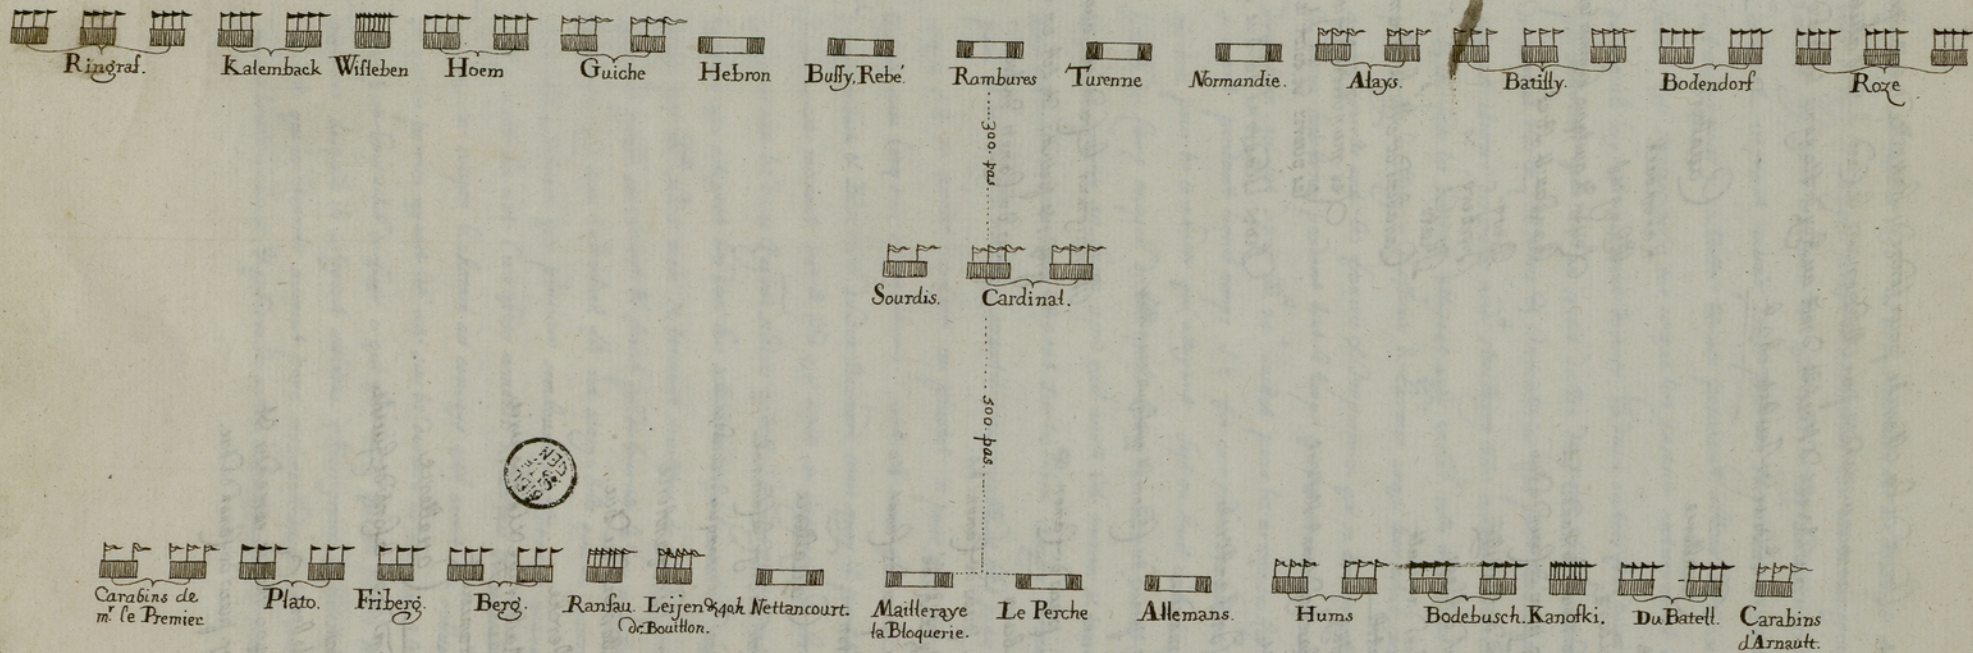 Ringraf. Kalemback Wisleben Hoem Guiche Hebron Bussy. Rebé. Rambures Turenne Normandie. Alays. Batilly. Bodendorf Roze
300. pas
Sourdis. Cardinal.
500. pas.
Carabins de
mr. le Premier
Plato. Friberg. Berg. Ransau.
Leijen & 40h
de Bouillon.
Nettancourt.
Mailleraye
la Bloquerie.
Le Perche Allemans. Hums Bodebusch. Kanofki. Du Batell.
Carabins
d'Arnault.